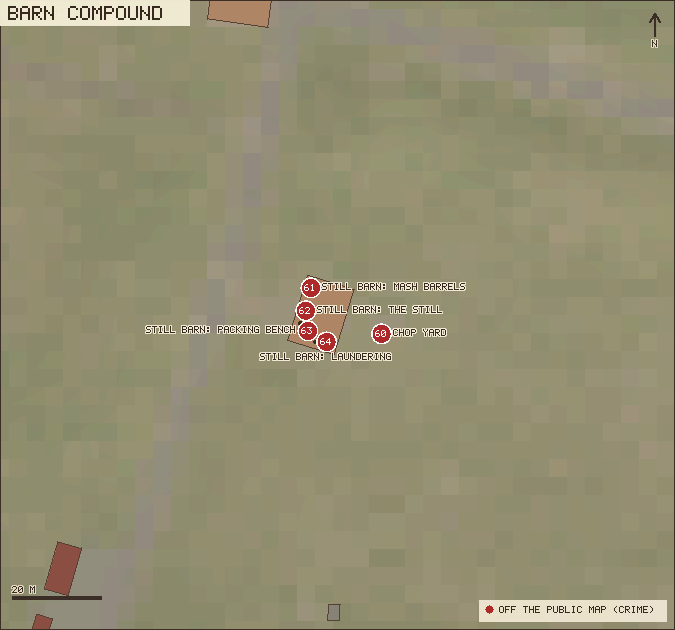 BARN COMPOUND
N
61 STILL BARN: MASH BARRELS
62 STILL BARN: THE STILL
STILL BARN: PACKING BENCH 63
60 CHOP YARD
64
STILL BARN: LAUNDERING
20 M
OFF THE PUBLIC MAP (CRIME)